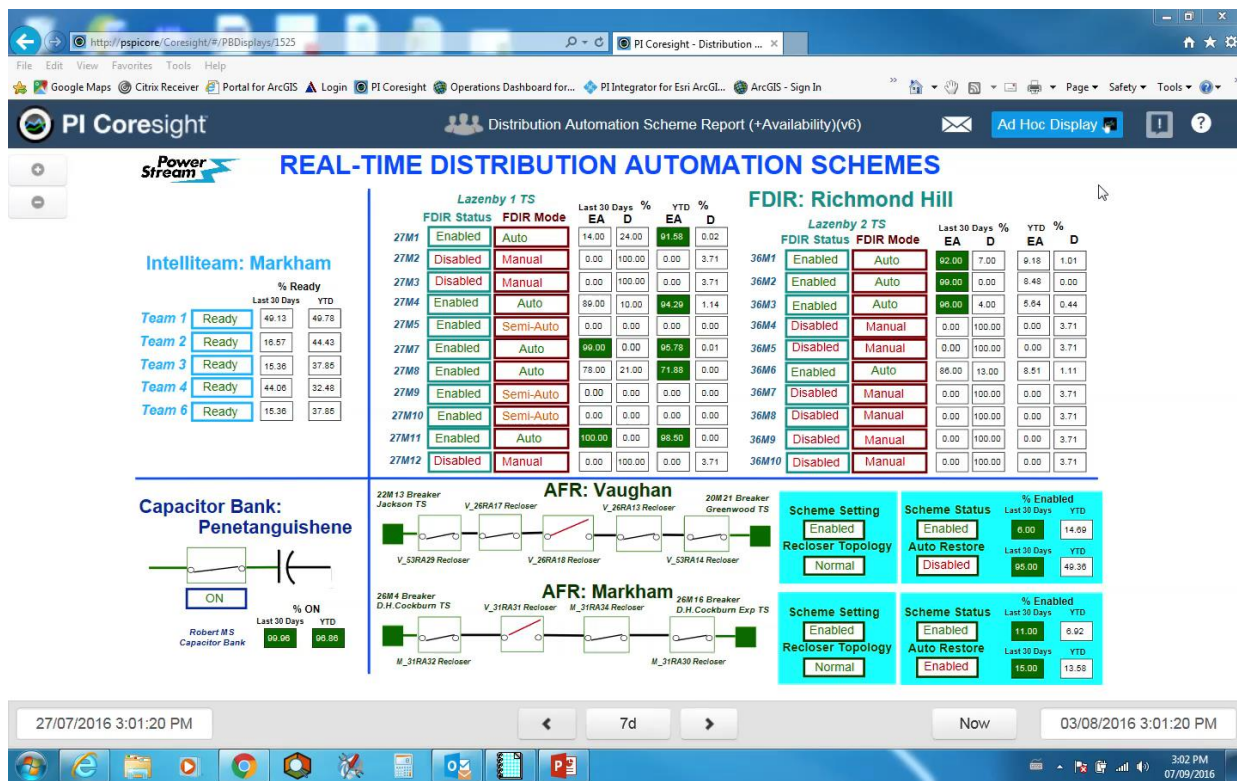 http://pspicore/Coresight/#/PBDisplays/1525
PI Coresight - Distribution ...
File Edit View Favorites Tools Help
Google Maps Citrix Receiver Portal for ArcGIS Login PI Coresight Operations Dashboard for... PI Integrator for Esri ArcGI... ArcGIS - Sign In Page Safety Tools
PI Coresight Distribution Automation Scheme Report (+Availability)(v6) Ad Hoc Display
Power Stream
REAL-TIME DISTRIBUTION AUTOMATION SCHEMES
Intelliteam: Markham
% Ready
Last 30 Days YTD
Team 1 Ready 49.13 49.78
Team 2 Ready 16.57 44.43
Team 3 Ready 15.36 37.85
Team 4 Ready 44.06 32.48
Team 6 Ready 15.36 37.85
FDIR: Richmond Hill
Lazenby 1 TS
Last 30 Days % YTD %
FDIR Status FDIR Mode EA D EA D
27M1 Enabled Auto 14.00 24.00 91.58 0.02
27M2 Disabled Manual 0.00 100.00 0.00 3.71
27M3 Disabled Manual 0.00 100.00 0.00 3.71
27M4 Enabled Auto 89.00 10.00 94.29 1.14
27M5 Enabled Semi-Auto 0.00 0.00 0.00 0.00
27M7 Enabled Auto 99.00 0.00 95.78 0.01
27M8 Enabled Auto 78.00 21.00 71.88 0.00
27M9 Enabled Semi-Auto 0.00 0.00 0.00 0.00
27M10 Enabled Semi-Auto 0.00 0.00 0.00 0.00
27M11 Enabled Auto 100.00 0.00 98.50 0.00
27M12 Disabled Manual 0.00 100.00 0.00 3.71
Lazenby 2 TS
Last 30 Days % YTD %
FDIR Status FDIR Mode EA D EA D
36M1 Enabled Auto 92.00 7.00 9.18 1.01
36M2 Enabled Auto 99.00 0.00 8.48 0.00
36M3 Enabled Auto 96.00 4.00 5.64 0.44
36M4 Disabled Manual 0.00 100.00 0.00 3.71
36M5 Disabled Manual 0.00 100.00 0.00 3.71
36M6 Enabled Auto 86.00 13.00 8.51 1.11
36M7 Disabled Manual 0.00 100.00 0.00 3.71
36M8 Disabled Manual 0.00 100.00 0.00 3.71
36M9 Disabled Manual 0.00 100.00 0.00 3.71
36M10 Disabled Manual 0.00 100.00 0.00 3.71
Capacitor Bank:
Penetanguishene
ON
% ON
Last 30 Days YTD
Robert MS
Capacitor Bank
99.96 96.86
AFR: Vaughan
22M13 Breaker
Jackson TS
V_26RA17 Recloser
V_26RA13 Recloser
20M21 Breaker
Greenwood TS
V_53RA29 Recloser
V_26RA18 Recloser
V_53RA14 Recloser
Scheme Setting
Enabled
Recloser Topology
Normal
% Enabled
Scheme Status Last 30 Days YTD
Enabled 6.00 14.69
Auto Restore Last 30 Days YTD
Disabled 95.00 49.36
AFR: Markham
26M4 Breaker
D.H.Cockburn TS
V_31RA31 Recloser
M_31RA34 Recloser
26M16 Breaker
D.H.Cockburn Exp TS
M_31RA32 Recloser
M_31RA30 Recloser
Scheme Setting
Enabled
Recloser Topology
Normal
% Enabled
Scheme Status Last 30 Days YTD
Enabled 11.00 6.92
Auto Restore Last 30 Days YTD
Enabled 15.00 13.58
27/07/2016 3:01:20 PM 7d Now 03/08/2016 3:01:20 PM
3:02 PM
07/09/2016